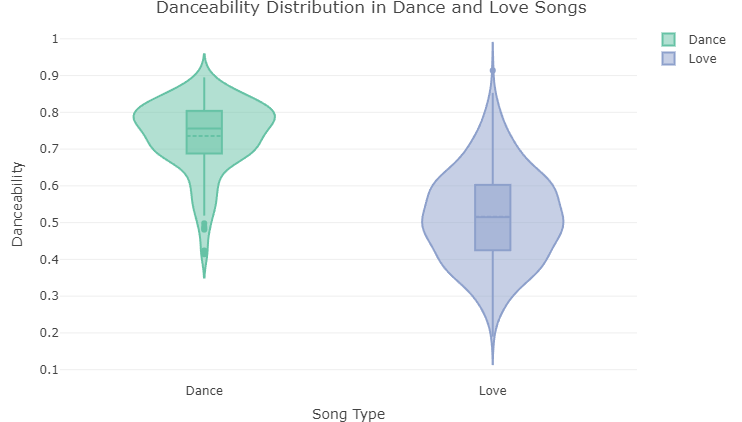 Danceability Distribution in Dance and Love Songs
Dance
Love
1
0.9
0.8
0.7
0.6
0.5
0.4
0.3
0.2
0.1
Danceability
Dance
Love
Song Type